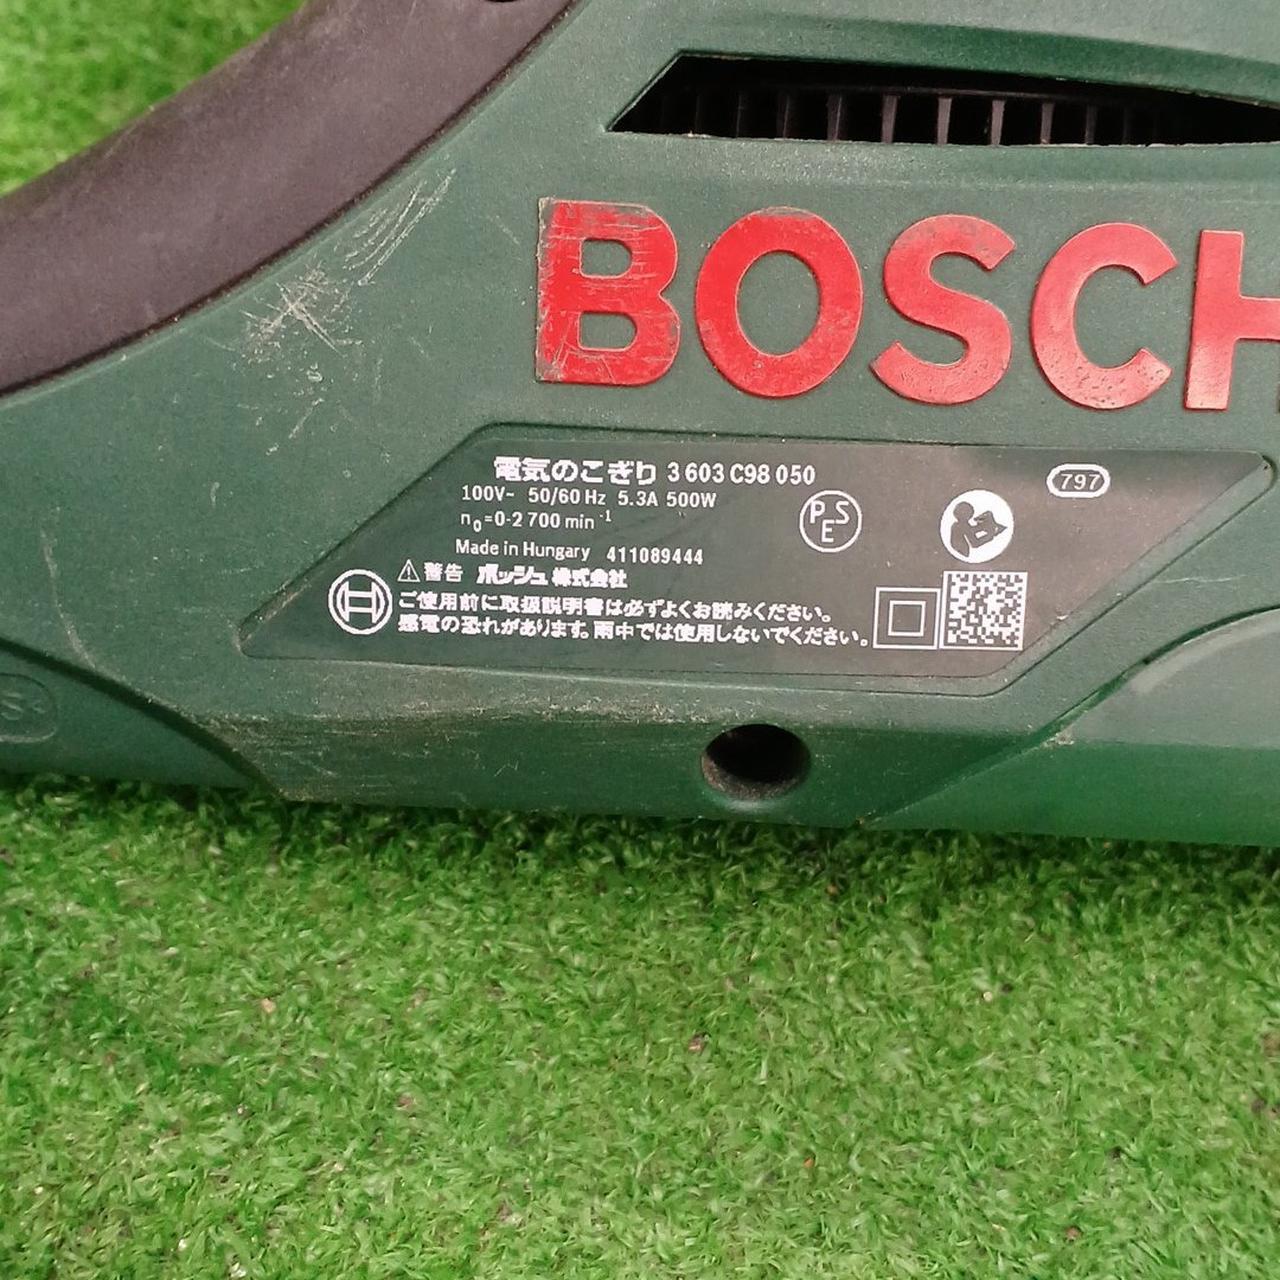 BOSCH
電気のこぎり 3 603 C98 050
797
100V~ 50/60 Hz 5.3A 500W
PSE
n₀=0-2 700 min⁻¹
Made in Hungary 411089444
⚠警告 ボッシュ株式会社
ご使用前に取扱説明書は必ずよくお読みください。
感電の恐れがあります。雨中では使用しないでください。